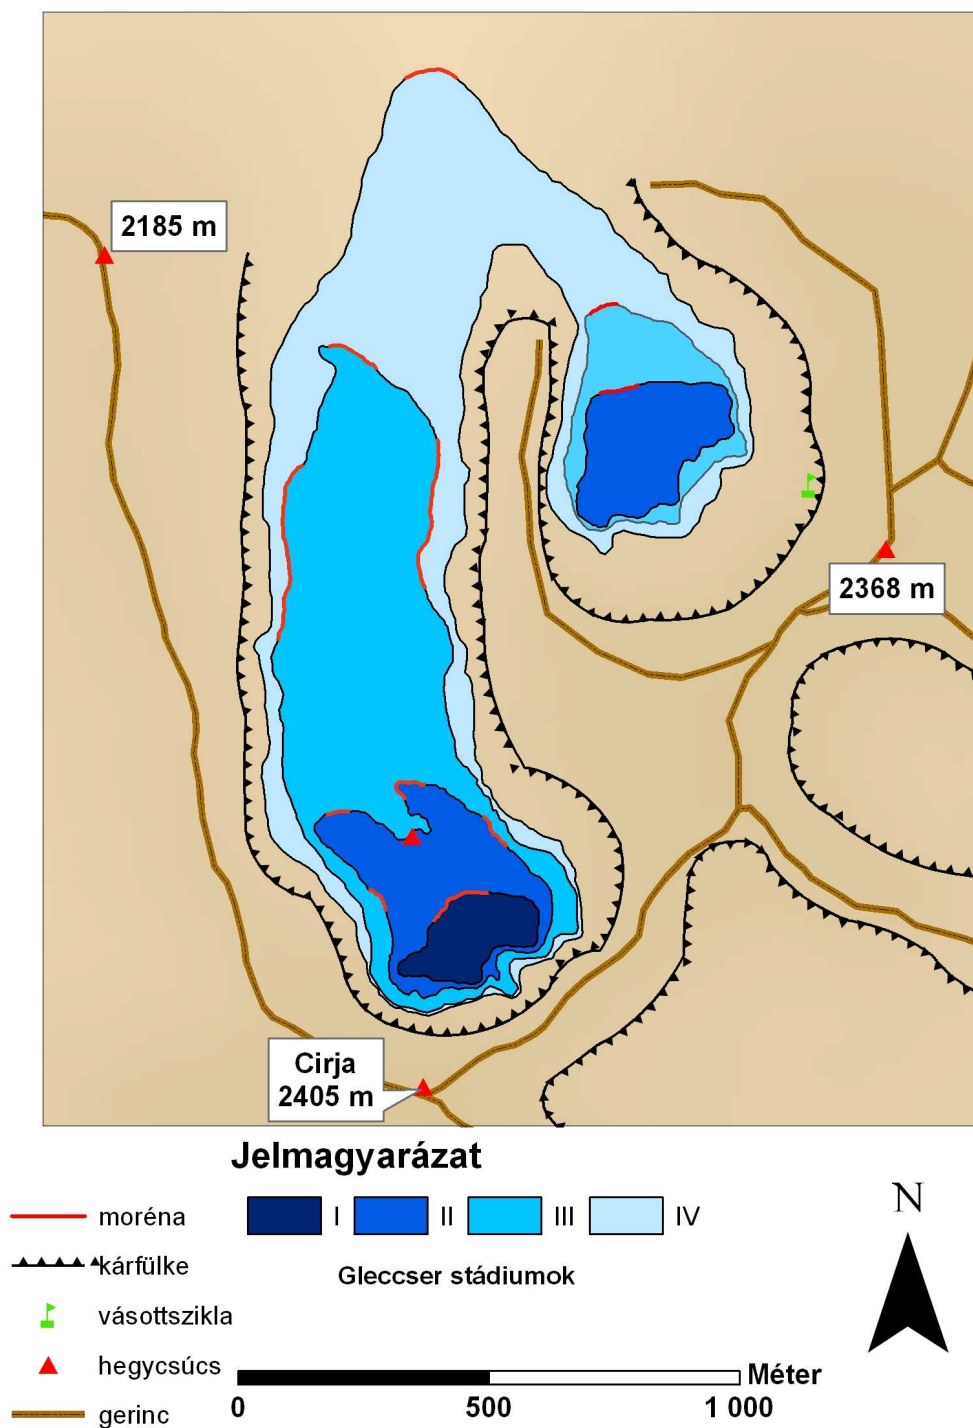 2185 m
2368 m
Cirja
2405 m
Jelmagyarázat
moréna
I
II
III
IV
kárfülke
Gleccser stádiumok
vásottszikla
hegycsúcs
gerinc
N
Méter
0
500
1 000